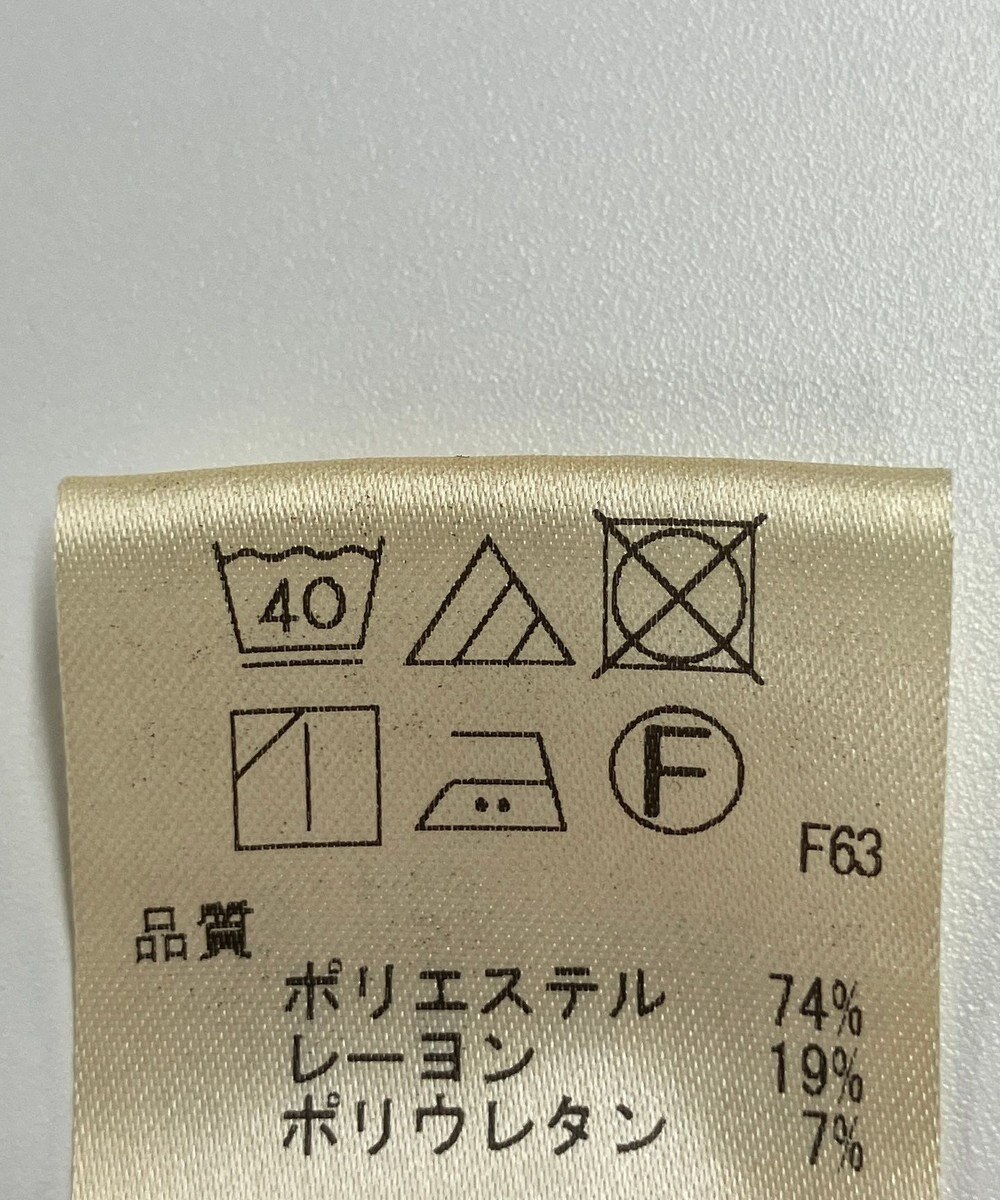 40
F
F63
品質
ポリエステル 74%
レーヨン 19%
ポリウレタン 7%